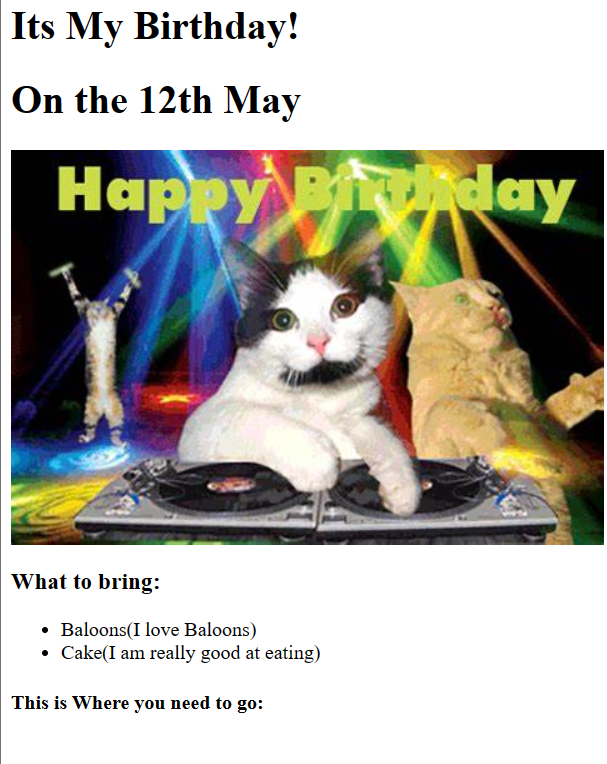 Its My Birthday!
On the 12th May
Happy Birthday
What to bring:
Baloons(I love Baloons)
Cake(I am really good at eating)
This is Where you need to go: